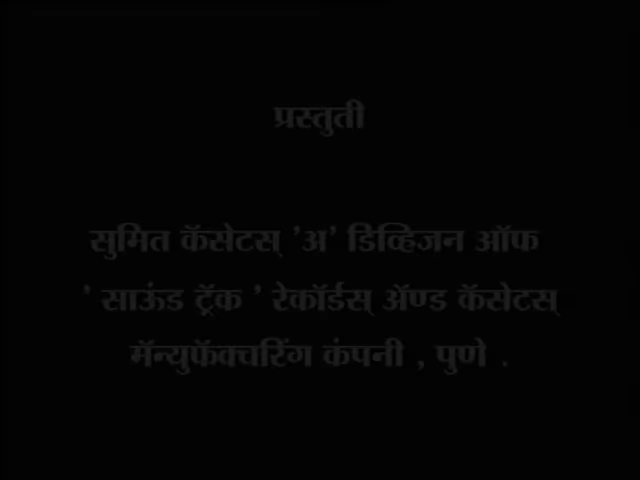 प्रस्तुती
सुमित कॅसेटस् 'अ' डिव्हिजन ऑफ
' साऊंड ट्रॅक ' रेकॉर्डस् ॲण्ड कॅसेटस्
मॅन्युफॅक्चरिंग कंपनी , पुणे .